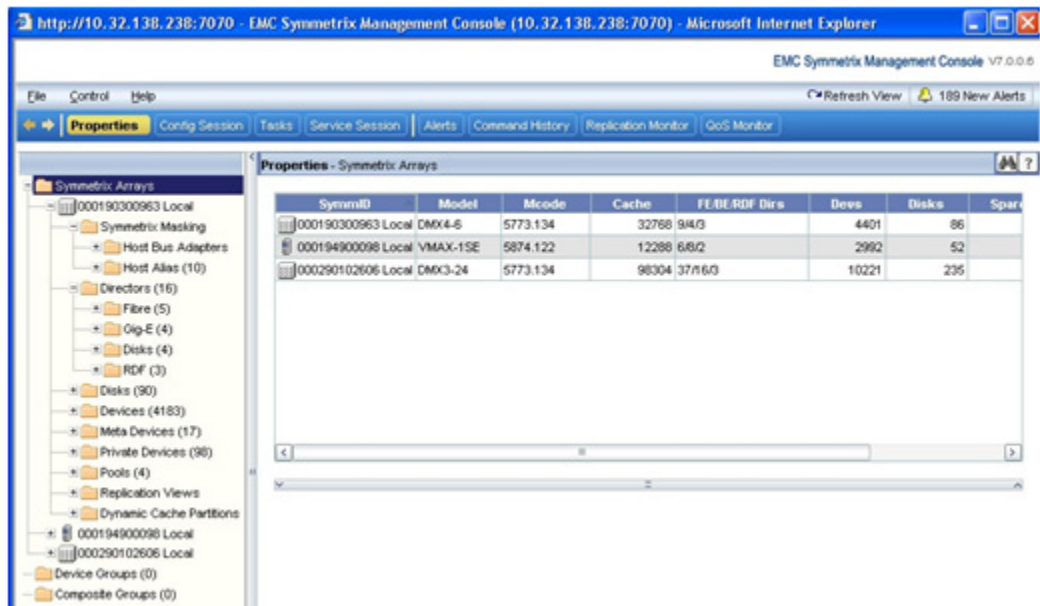 http://10.32.138.238:7070 - EMC Symmetrix Management Console (10.32.138.238:7070) - Microsoft Internet Explorer
EMC Symmetrix Management Console V7.0.0.6
File Control Help
Refresh View 189 New Alerts
Properties Config Session Tasks Service Session Alerts Command History Replication Monitor QoS Monitor
Symmetrix Arrays
000190300963 Local
Symmetrix Masking
Host Bus Adapters
Host Alias (10)
Directors (16)
Fibre (5)
Gig-E (4)
Disks (4)
RDF (3)
Disks (90)
Devices (4183)
Meta Devices (17)
Private Devices (98)
Pools (4)
Replication Views
Dynamic Cache Partitions
000194900098 Local
000290102606 Local
Device Groups (0)
Composite Groups (0)
Properties - Symmetrix Arrays ?
SymmID Model Mcode Cache FE/BE/RDF Dirs Devs Disks Spar
000190300963 Local DMX4-6 5773.134 32768 9/4/3 4401 86
000194900098 Local VMAX-1SE 5874.122 12288 6/8/2 2992 52
000290102606 Local DMX3-24 5773.134 98304 37/16/3 10221 235